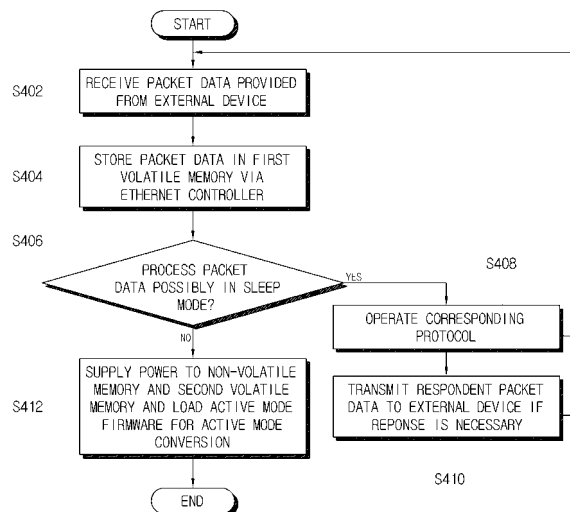 START
S402
RECEIVE PACKET DATA PROVIDED
FROM EXTERNAL DEVICE
S404
STORE PACKET DATA IN FIRST
VOLATILE MEMORY VIA
ETHERNET CONTROLLER
S406
PROCESS PACKET
DATA POSSIBLY IN SLEEP
MODE?
YES
NO
S408
OPERATE CORRESPONDING
PROTOCOL
TRANSMIT RESPONDENT PACKET
DATA TO EXTERNAL DEVICE IF
REPONSE IS NECESSARY
S410
S412
SUPPLY POWER TO NON-VOLATILE
MEMORY AND SECOND VOLATILE
MEMORY AND LOAD ACTIVE MODE
FIRMWARE FOR ACTIVE MODE
CONVERSION
END